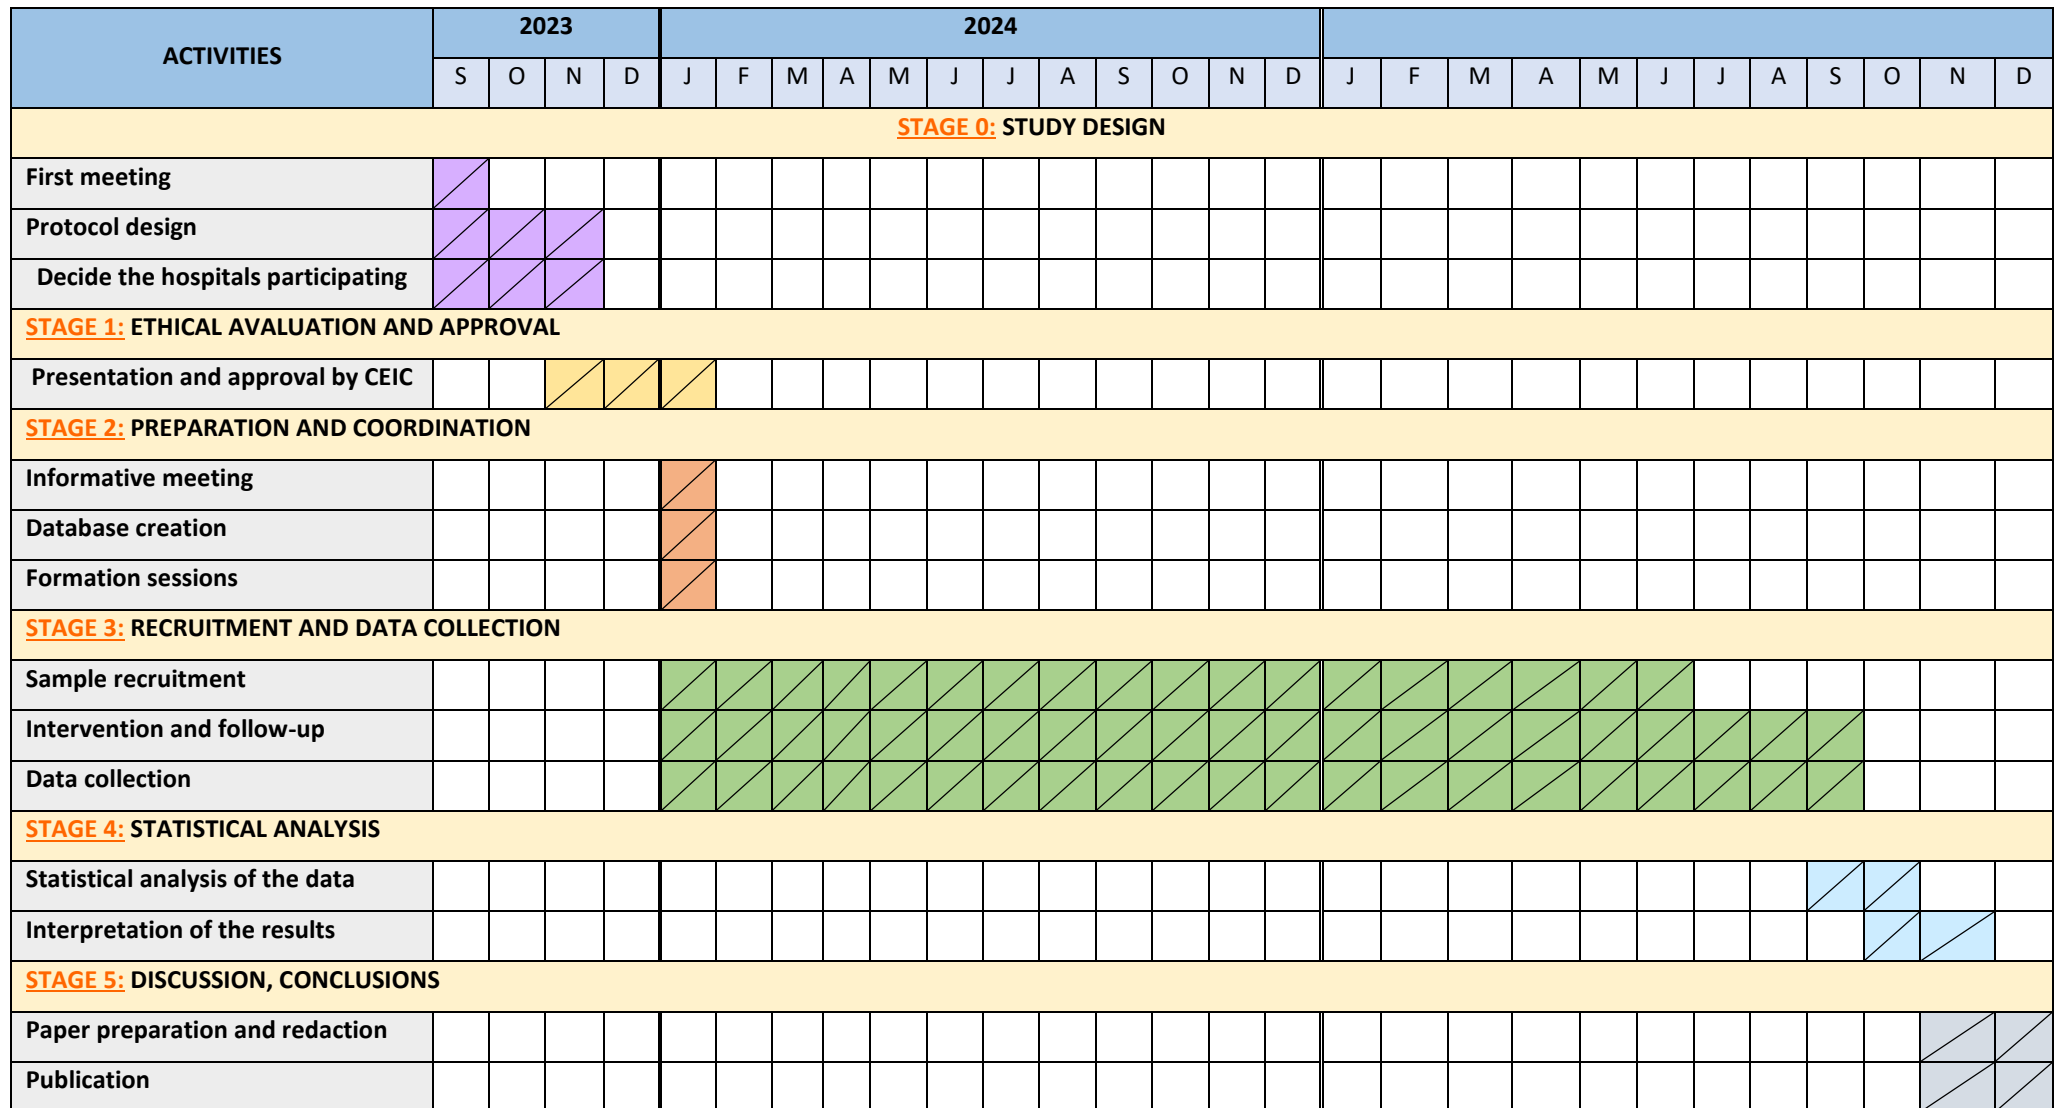 ACTIVITIES
2023 2024
S O N D J F M A M J J A S O N D J F M A M J J A S O N D
STAGE 0: STUDY DESIGN
First meeting
Protocol design
Decide the hospitals participating
STAGE 1: ETHICAL AVALUATION AND APPROVAL
Presentation and approval by CEIC
STAGE 2: PREPARATION AND COORDINATION
Informative meeting
Database creation
Formation sessions
STAGE 3: RECRUITMENT AND DATA COLLECTION
Sample recruitment
Intervention and follow-up
Data collection
STAGE 4: STATISTICAL ANALYSIS
Statistical analysis of the data
Interpretation of the results
STAGE 5: DISCUSSION, CONCLUSIONS
Paper preparation and redaction
Publication